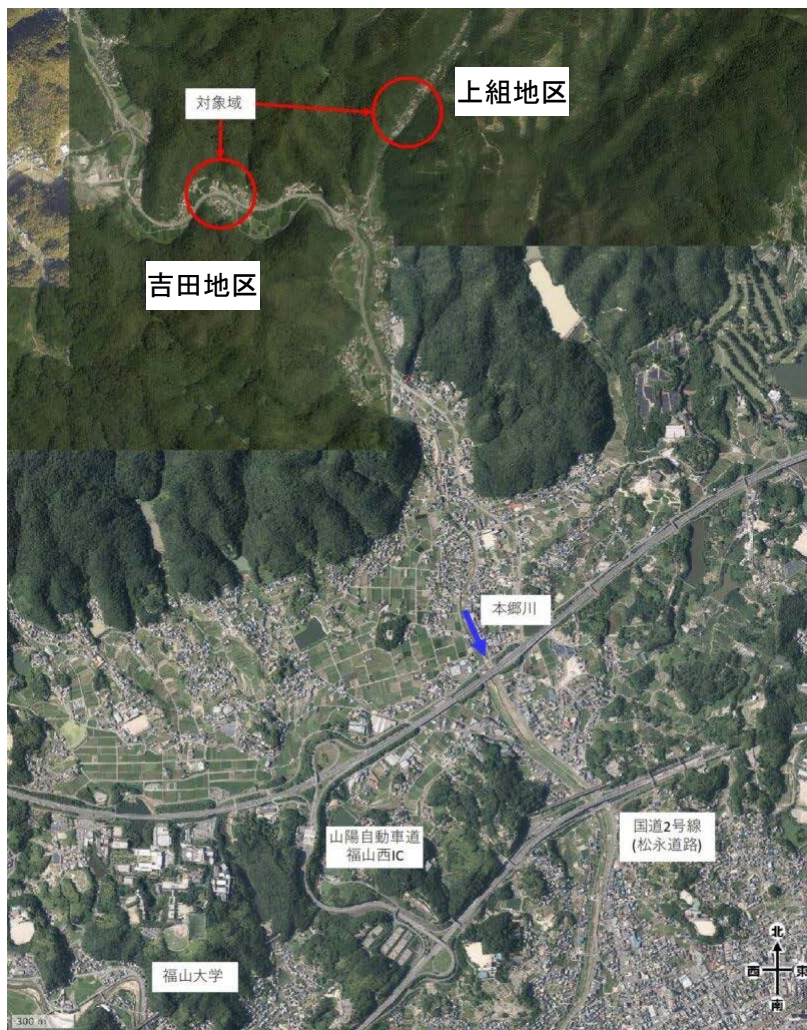 上組地区
対象域
吉田地区
本郷川
山陽自動車道
福山西IC
国道2号線
(松永道路)
福山大学
北
西
東
南
300 m